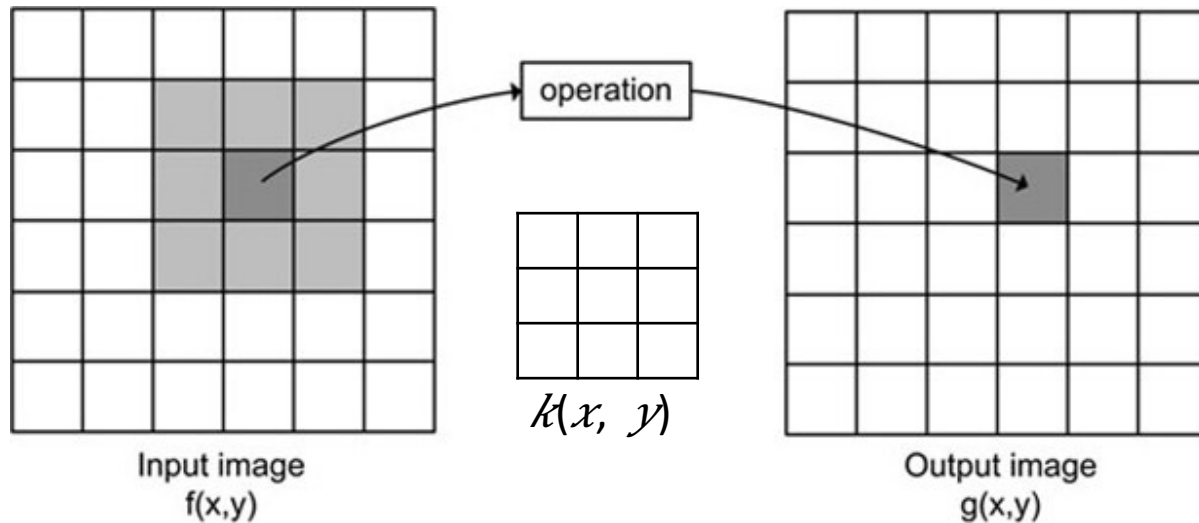 operation
k(x, y)
Input image
f(x,y)
Output image
g(x,y)